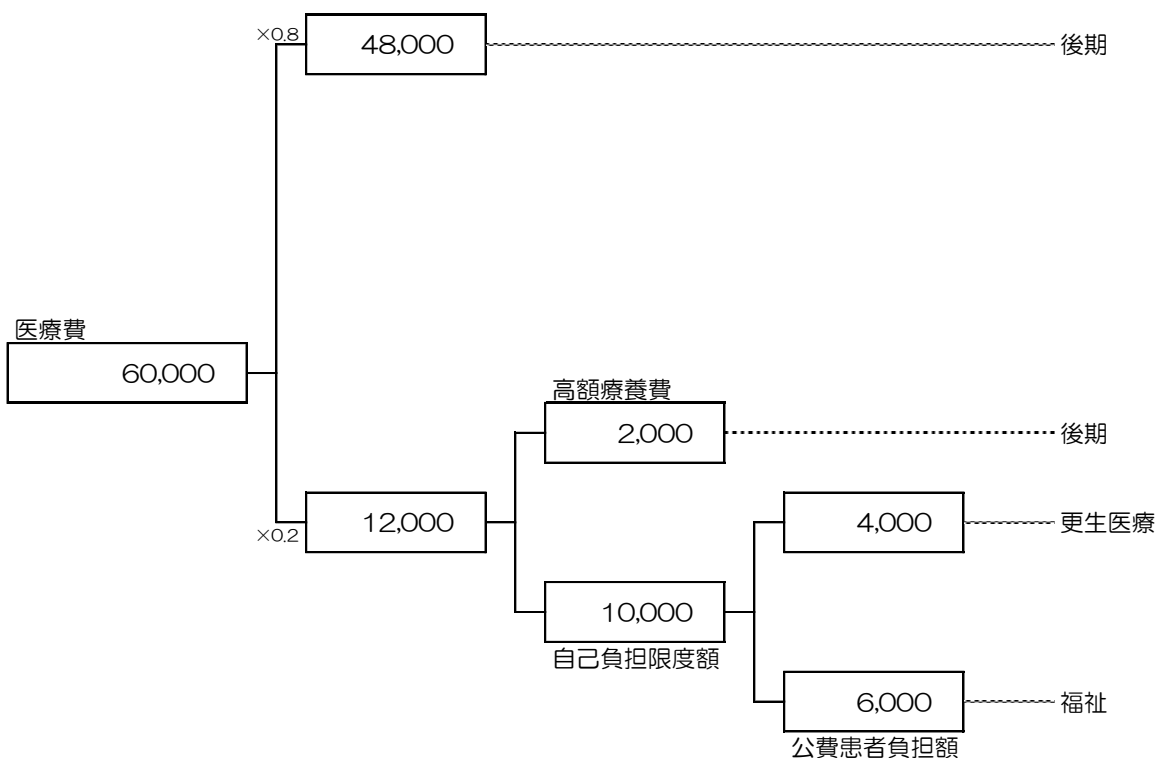 ×0.8
48,000
後期
医療費
60,000
高額療養費
2,000
後期
×0.2
12,000
4,000
更生医療
10,000
自己負担限度額
6,000
福祉
公費患者負担額